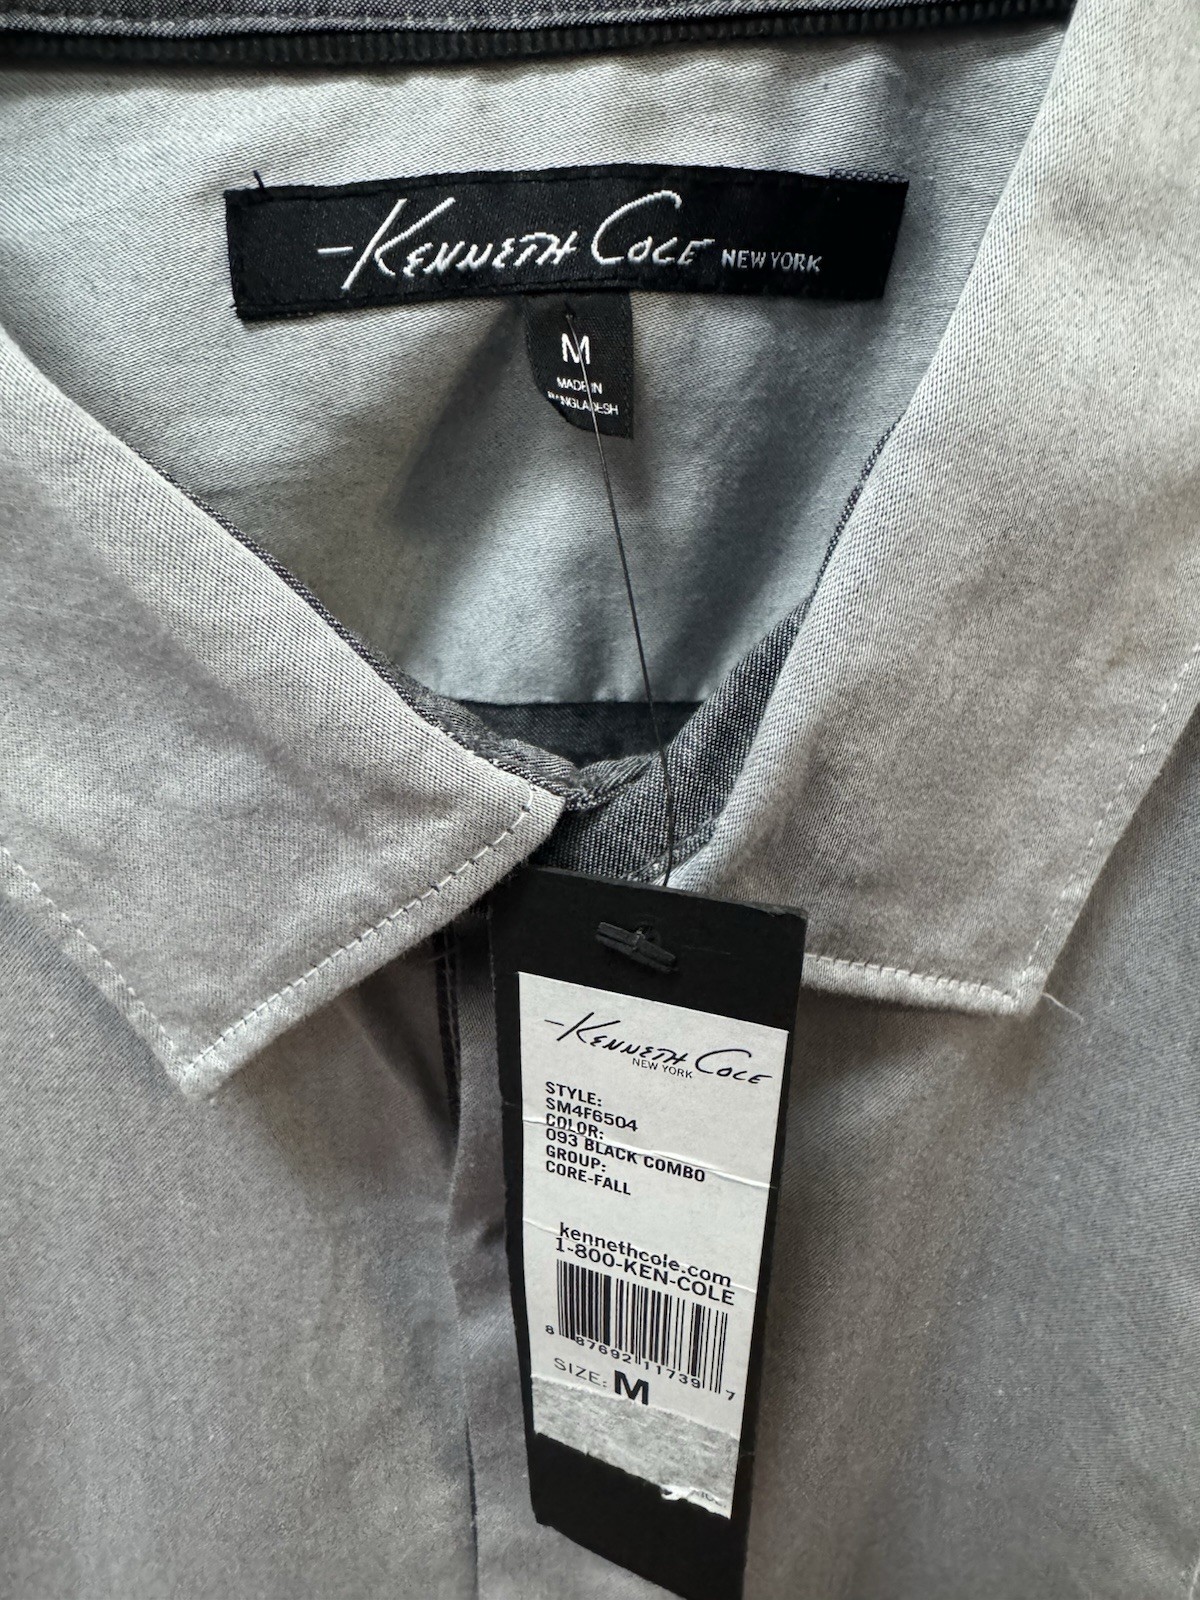 Kenneth Cole NEW YORK
M
MADE IN
BANGLADESH
Kenneth Cole
NEW YORK
STYLE:
SM4F6504
COLOR:
093 BLACK COMBO
GROUP:
CORE-FALL
kennethcole.com
1-800-KEN-COLE
8 87692 11739 7
SIZE: M